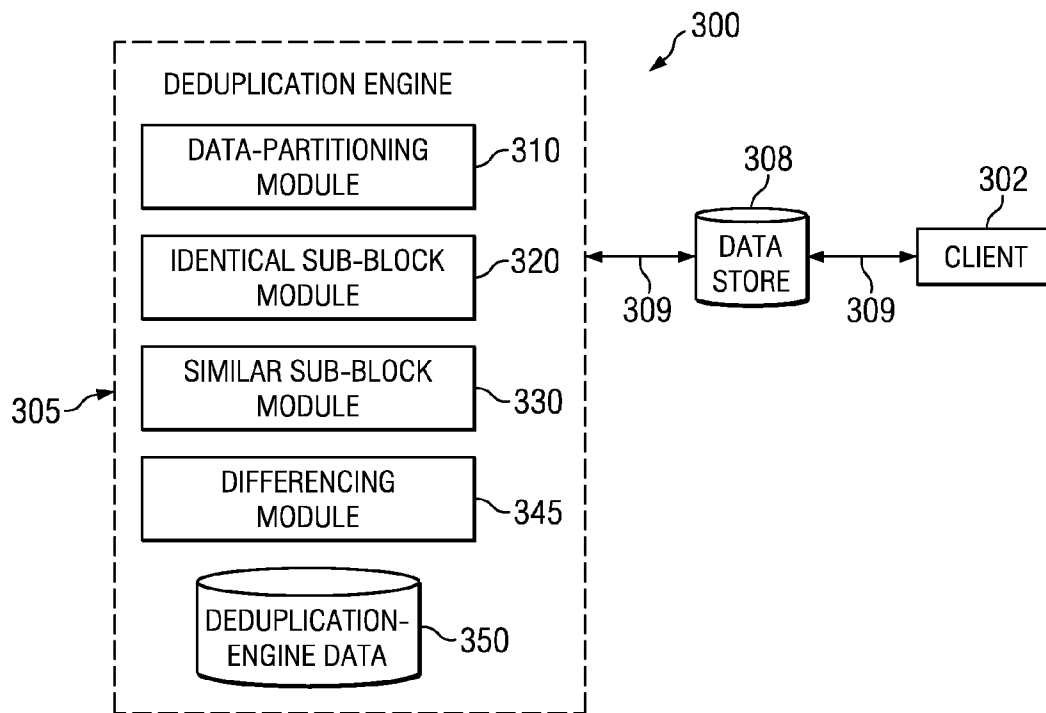 300
DEDUPLICATION ENGINE
DATA-PARTITIONING
MODULE
310
IDENTICAL SUB-BLOCK
MODULE
320
SIMILAR SUB-BLOCK
MODULE
330
305
DIFFERENCING
MODULE
345
DEDUPLICATION-
ENGINE DATA
350
308
DATA
STORE
309
309
302
CLIENT